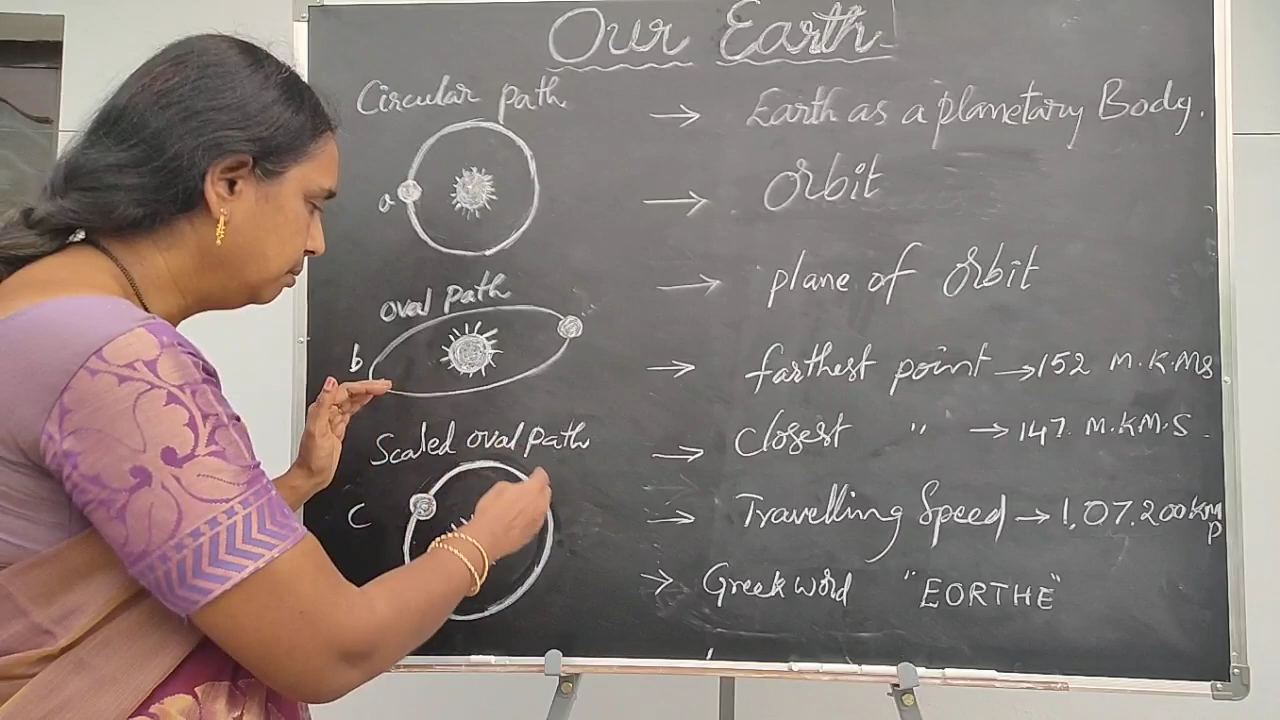 Our Earth
Circular path
a
oval path
b
Scaled oval path
c
→ Earth as a planetary Body.
→ Orbit
→ plane of Orbit
→ farthest point → 152 M.K.Ms
→ Closest " → 147. M.KM.S.
→ Travelling Speed → 1,07,200 KM
P
→ Greek word "EORTHE"